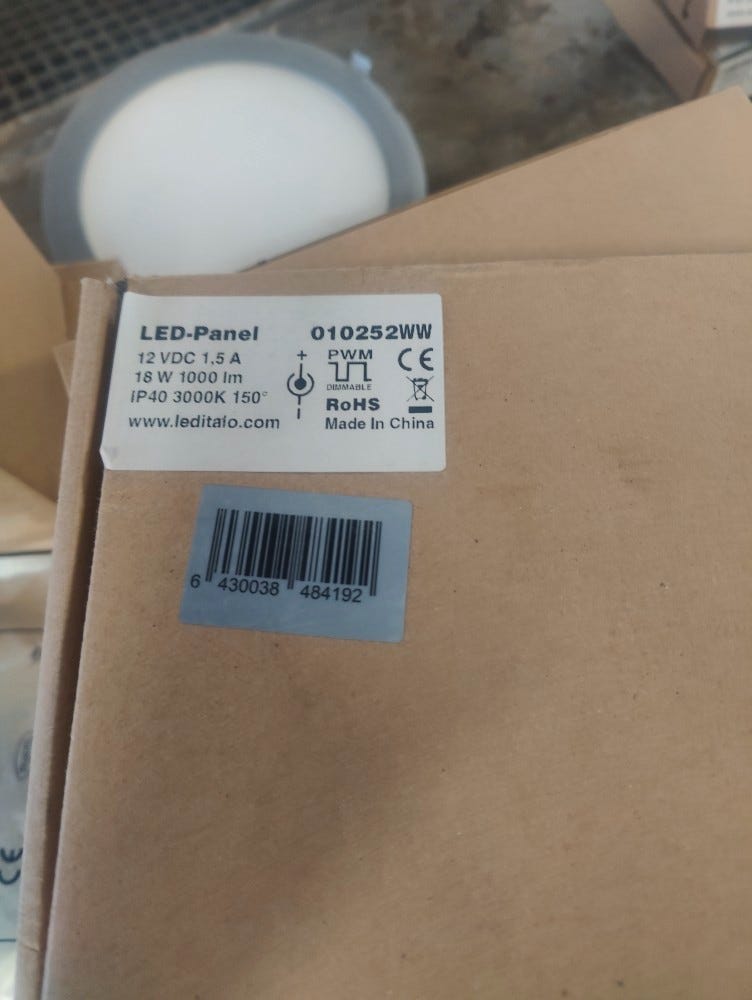 LED-Panel 010252WW
12 VDC 1,5 A
18 W 1000 lm
IP40 3000K 150°
www.leditalo.com
+
-
PWM
DIMMABLE
CE
RoHS
Made In China
6 430038 484192
CE